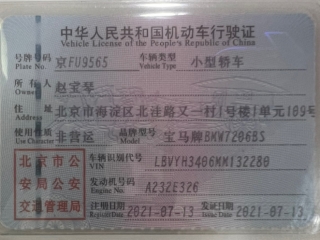 中华人民共和国机动车行驶证
Vehicle License of the People's Republic of China
号牌号码 京FU9565 车辆类型 小型轿车
Plate No. Vehicle Type
所有人 赵宝琴
Owner
住址 北京市海淀区北洼路又一村1号楼1单元109号
Address
使用性质 非营运 品牌型号 宝马牌BMW7206BS
Use Character Model
北京市公 车辆识别代号 LBVYH3406MM132280
VIN
安局公安 发动机号码 A232E326
Engine No.
交通管理局 注册日期 2021-07-13 发证日期 2021-07-13
Register Date Issue Date